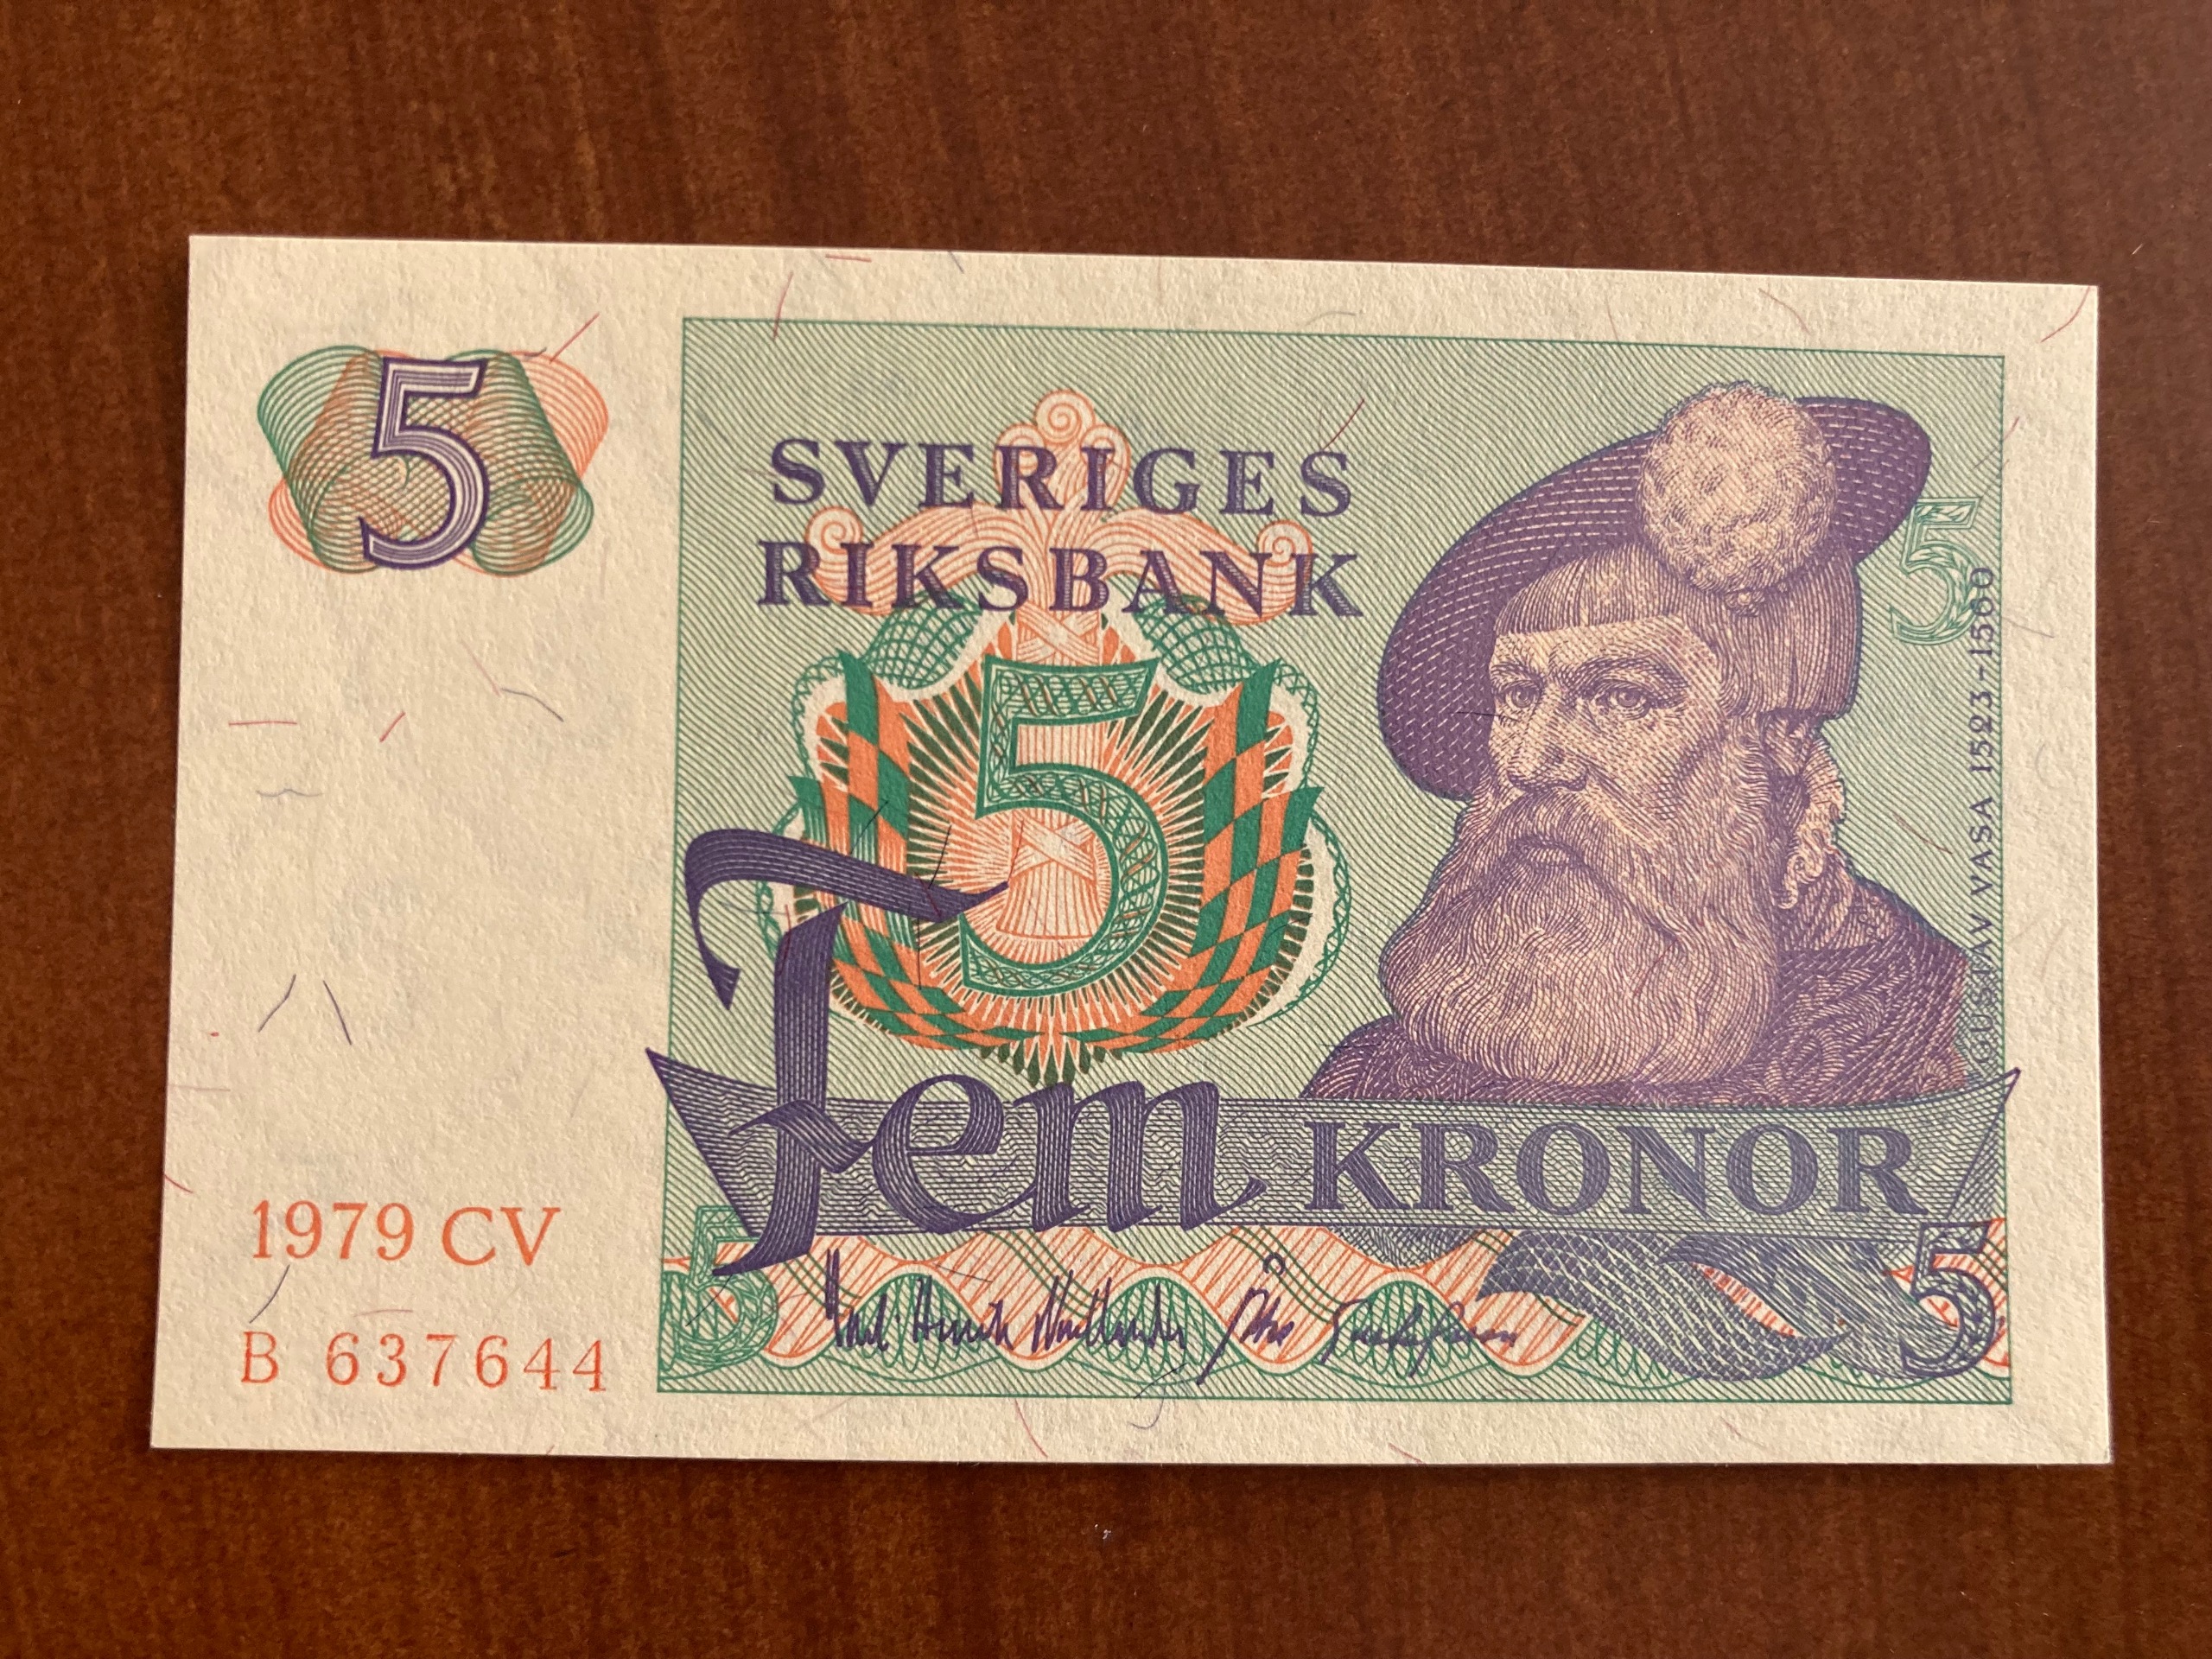 5
SVERIGES
RIKSBANK
5
5
GUSTAV VASA 1523-1560
Fem KRONOR
1979 CV
B 637644
5
5